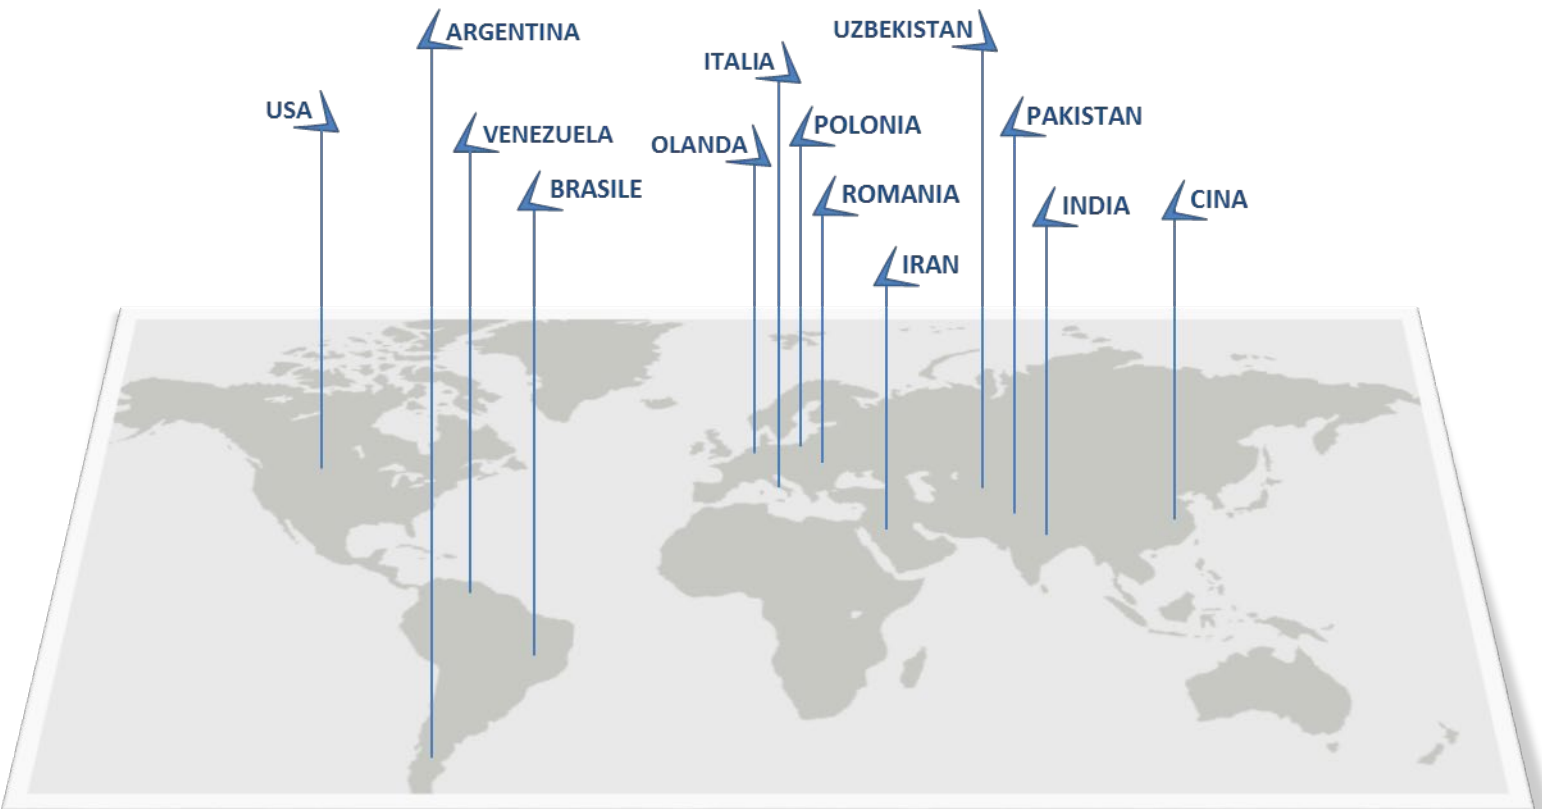 ARGENTINA
UZBEKISTAN
ITALIA
USA
PAKISTAN
POLONIA
VENEZUELA
OLANDA
BRASILE
ROMANIA
CINA
INDIA
IRAN